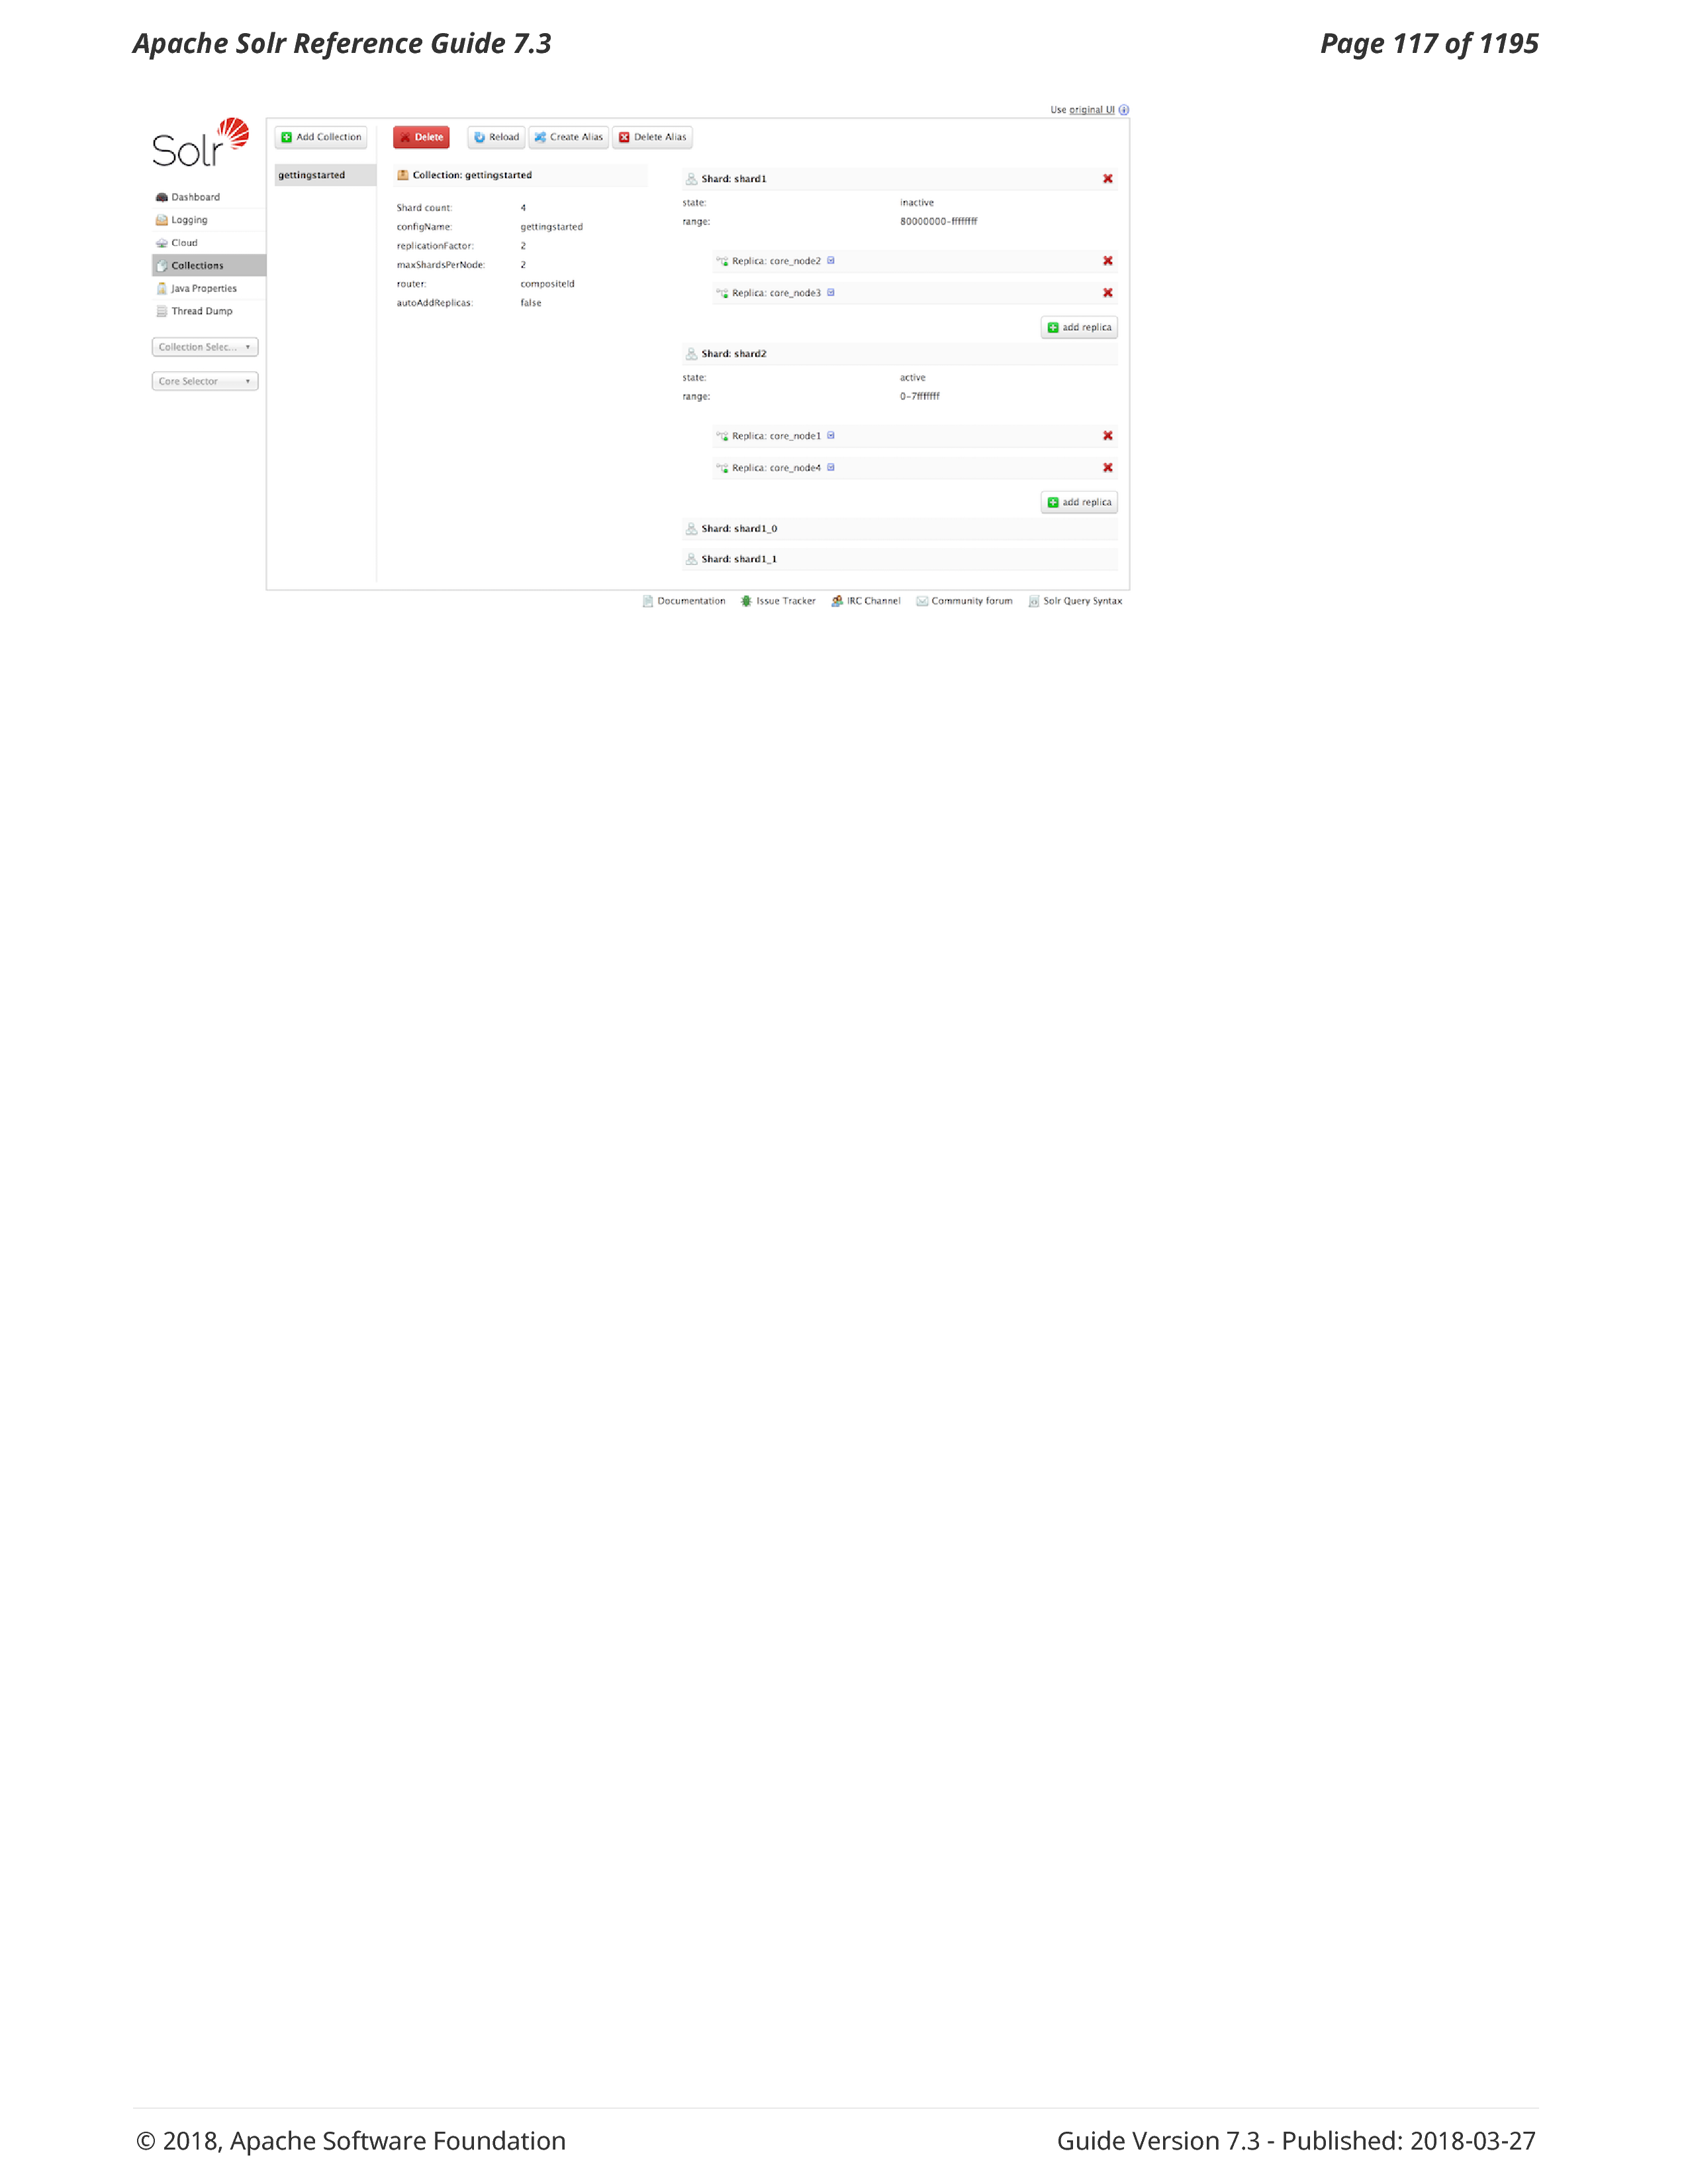 Apache Solr Reference Guide 7.3
Page 117 of 1195
Use original UI
Solr
Dashboard
Logging
Cloud
Collections
Java Properties
Thread Dump
Collection Selec...
Core Selector
Add Collection
gettingstarted
Delete
Reload
Create Alias
Delete Alias
Collection: gettingstarted
Shard count: 4
configName: gettingstarted
replicationFactor: 2
maxShardsPerNode: 2
router: compositeId
autoAddReplicas: false
Shard: shard1
state: inactive
range: 80000000-ffffffff
Replica: core_node2
Replica: core_node3
add replica
Shard: shard2
state: active
range: 0-7fffffff
Replica: core_node1
Replica: core_node4
add replica
Shard: shard1_0
Shard: shard1_1
Documentation
Issue Tracker
IRC Channel
Community forum
Solr Query Syntax
© 2018, Apache Software Foundation
Guide Version 7.3 - Published: 2018-03-27